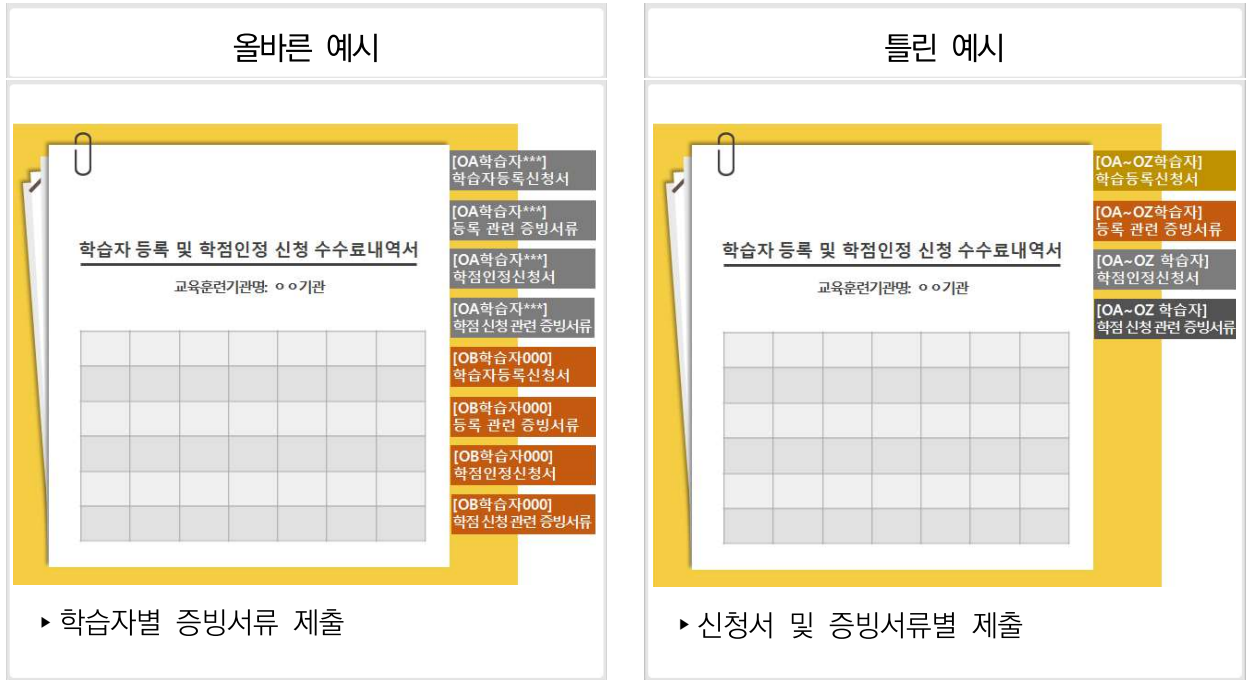 올바른 예시
학습자 등록 및 학점인정 신청 수수료내역서
교육훈련기관명: ㅇㅇ기관
[OA학습자***]
학습자등록신청서
[OA학습자***]
등록 관련 증빙서류
[OA학습자***]
학점인정신청서
[OA학습자***]
학점 신청 관련 증빙서류
[OB학습자000]
학습자등록신청서
[OB학습자000]
등록 관련 증빙서류
[OB학습자000]
학점인정신청서
[OB학습자000]
학점 신청 관련 증빙서류
▸학습자별 증빙서류 제출
틀린 예시
학습자 등록 및 학점인정 신청 수수료내역서
교육훈련기관명: ㅇㅇ기관
[OA~OZ학습자]
학습등록신청서
[OA~OZ학습자]
등록 관련 증빙서류
[OA~OZ 학습자]
학점인정신청서
[OA~OZ 학습자]
학점 신청 관련 증빙서류
▸신청서 및 증빙서류별 제출